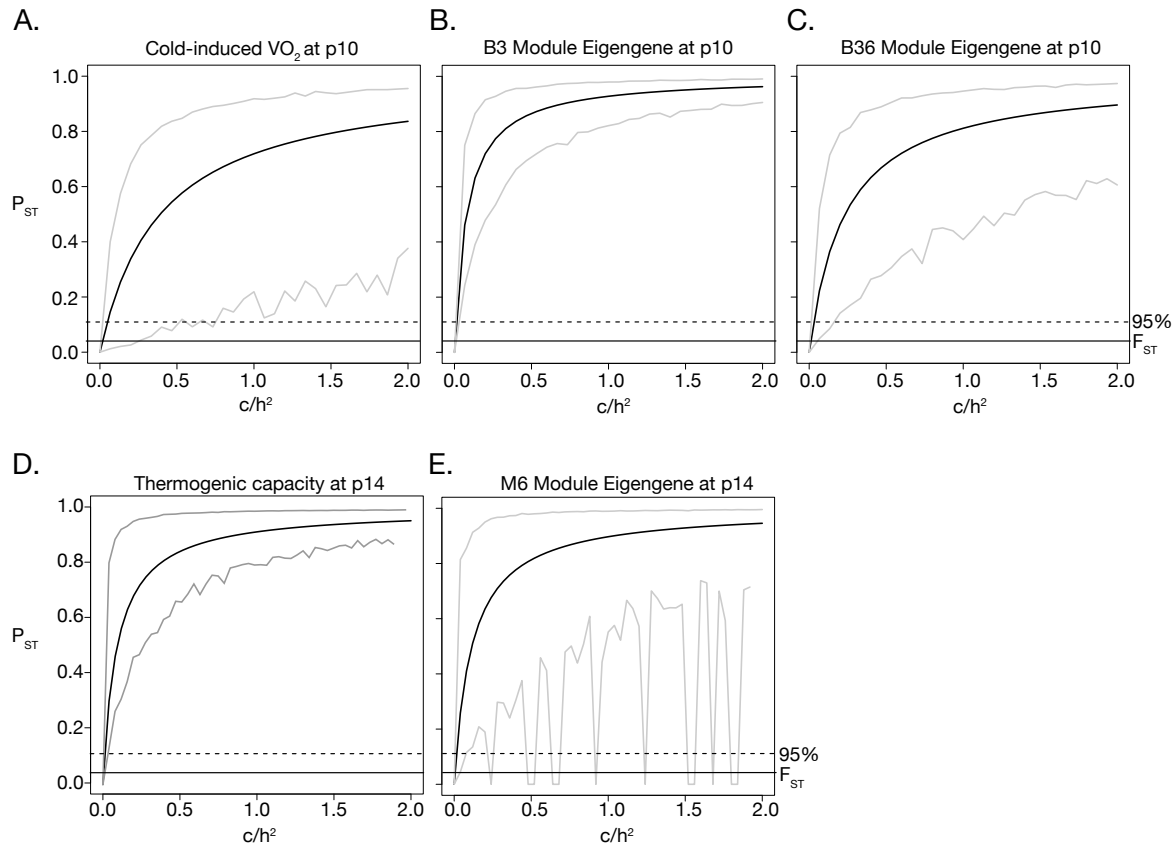 A.
B.
C.
Cold-induced VO2 at p10
B3 Module Eigengene at p10
B36 Module Eigengene at p10
1.0
0.8
0.6
PST
0.4
0.2
0.0
95%
FST
0.0 0.5 1.0 1.5 2.0
0.0 0.5 1.0 1.5 2.0
0.0 0.5 1.0 1.5 2.0
c/h²
c/h²
c/h²
D.
E.
Thermogenic capacity at p14
M6 Module Eigengene at p14
1.0
0.8
0.6
PST
0.4
0.2
0.0
95%
FST
0.0 0.5 1.0 1.5 2.0
0.0 0.5 1.0 1.5 2.0
c/h²
c/h²